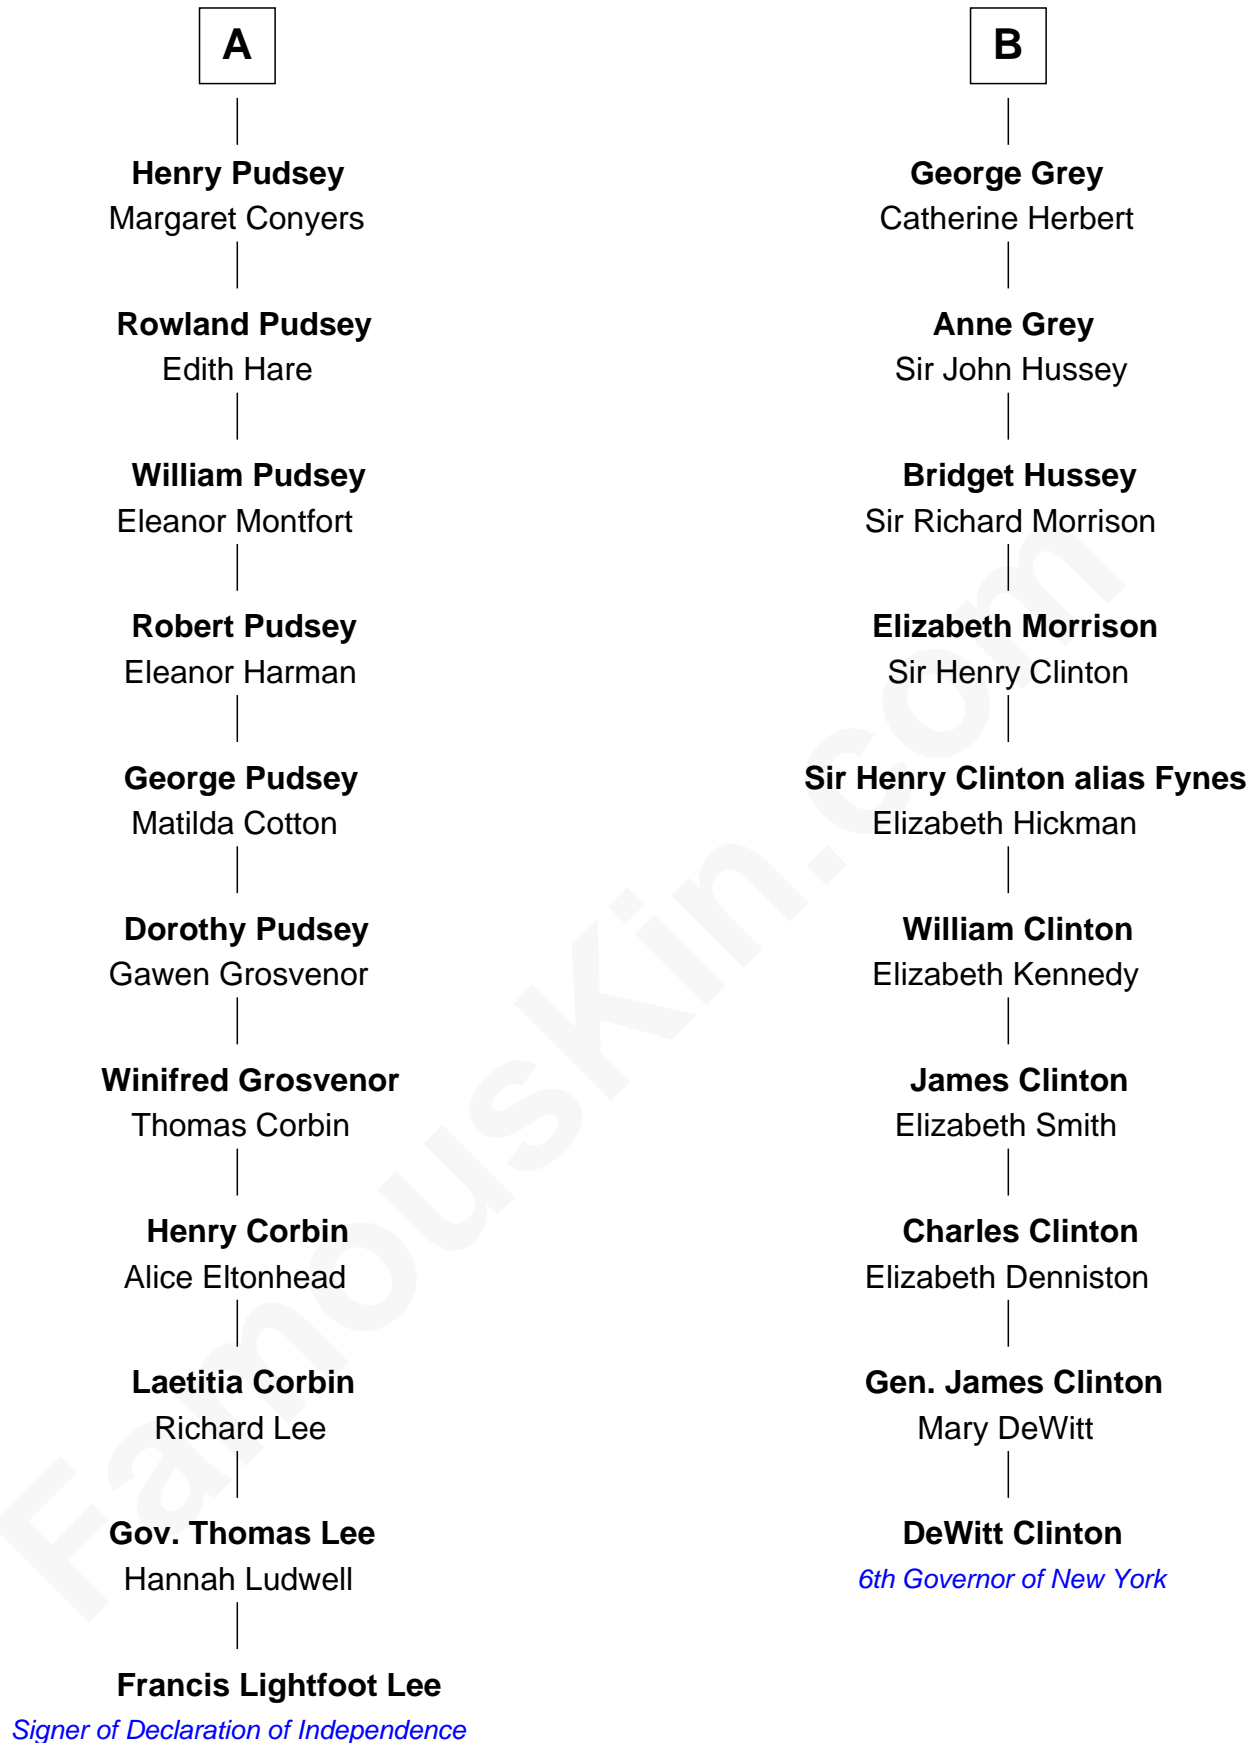 A
Henry Pudsey
Margaret Conyers
Rowland Pudsey
Edith Hare
William Pudsey
Eleanor Montfort
Robert Pudsey
Eleanor Harman
George Pudsey
Matilda Cotton
Dorothy Pudsey
Gawen Grosvenor
Winifred Grosvenor
Thomas Corbin
Henry Corbin
Alice Eltonhead
Laetitia Corbin
Richard Lee
Gov. Thomas Lee
Hannah Ludwell
Francis Lightfoot Lee
Signer of Declaration of Independence
B
George Grey
Catherine Herbert
Anne Grey
Sir John Hussey
Bridget Hussey
Sir Richard Morrison
Elizabeth Morrison
Sir Henry Clinton
Sir Henry Clinton alias Fynes
Elizabeth Hickman
William Clinton
Elizabeth Kennedy
James Clinton
Elizabeth Smith
Charles Clinton
Elizabeth Denniston
Gen. James Clinton
Mary DeWitt
DeWitt Clinton
6th Governor of New York
FamousKin.com